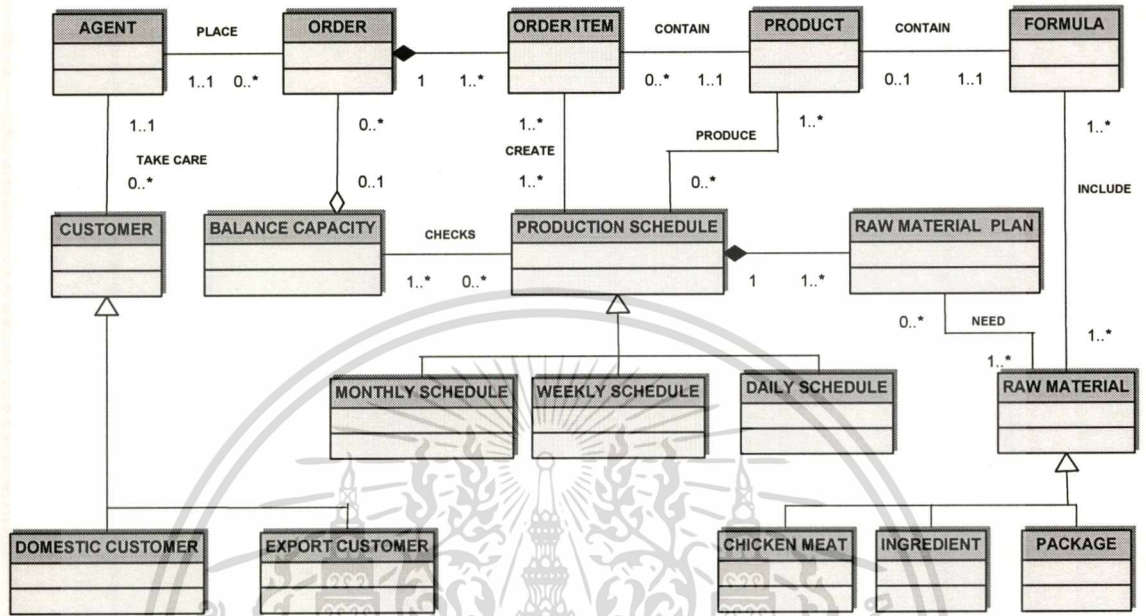 AGENT PLACE ORDER ORDER ITEM CONTAIN PRODUCT CONTAIN FORMULA
1..1 0..* 1 1..* 0..* 1..1 0..1 1..1
1..1 0..* 1..* 1..* 1..*
TAKE CARE CREATE PRODUCE
0..* 0..1 1..* 0..* INCLUDE
CUSTOMER BALANCE CAPACITY CHECKS PRODUCTION SCHEDULE RAW MATERIAL PLAN
1..* 0..* 1 1..*
0..* NEED 1..*
1..*
MONTHLY SCHEDULE WEEKLY SCHEDULE DAILY SCHEDULE RAW MATERIAL
DOMESTIC CUSTOMER EXPORT CUSTOMER CHICKEN MEAT INGREDIENT PACKAGE